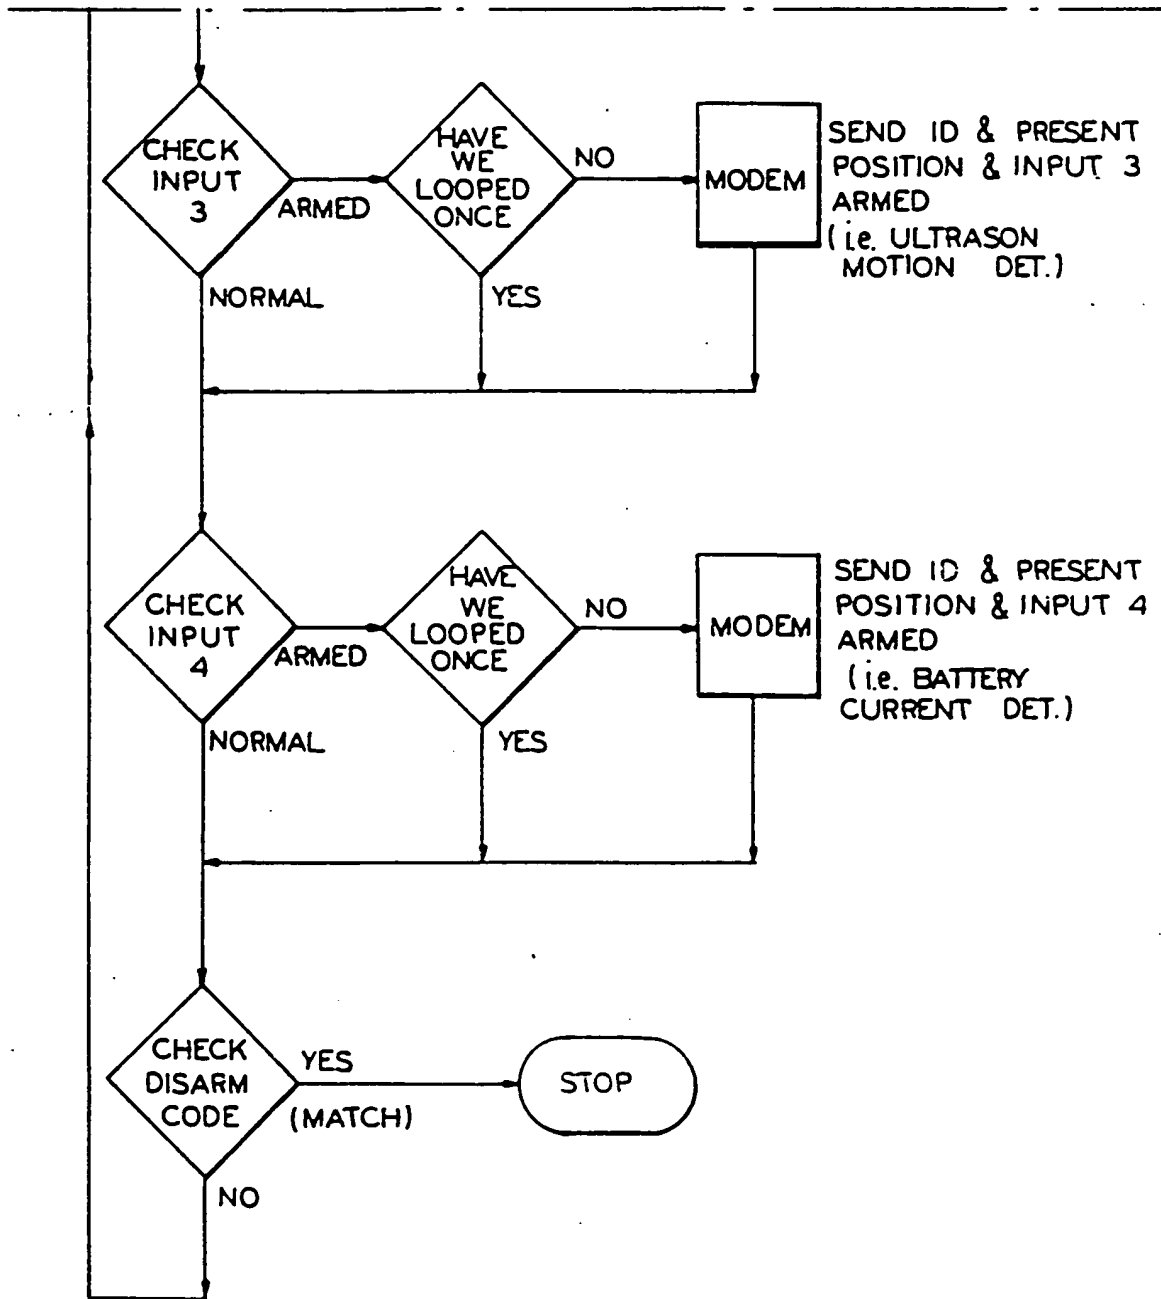 CHECK
INPUT
3
ARMED
NORMAL
HAVE
WE
LOOPED
ONCE
NO
YES
MODEM
SEND ID & PRESENT
POSITION & INPUT 3
ARMED
(i.e. ULTRASON
MOTION DET.)
CHECK
INPUT
4
ARMED
NORMAL
HAVE
WE
LOOPED
ONCE
NO
YES
MODEM
SEND ID & PRESENT
POSITION & INPUT 4
ARMED
(i.e. BATTERY
CURRENT DET.)
CHECK
DISARM
CODE
YES
(MATCH)
NO
STOP